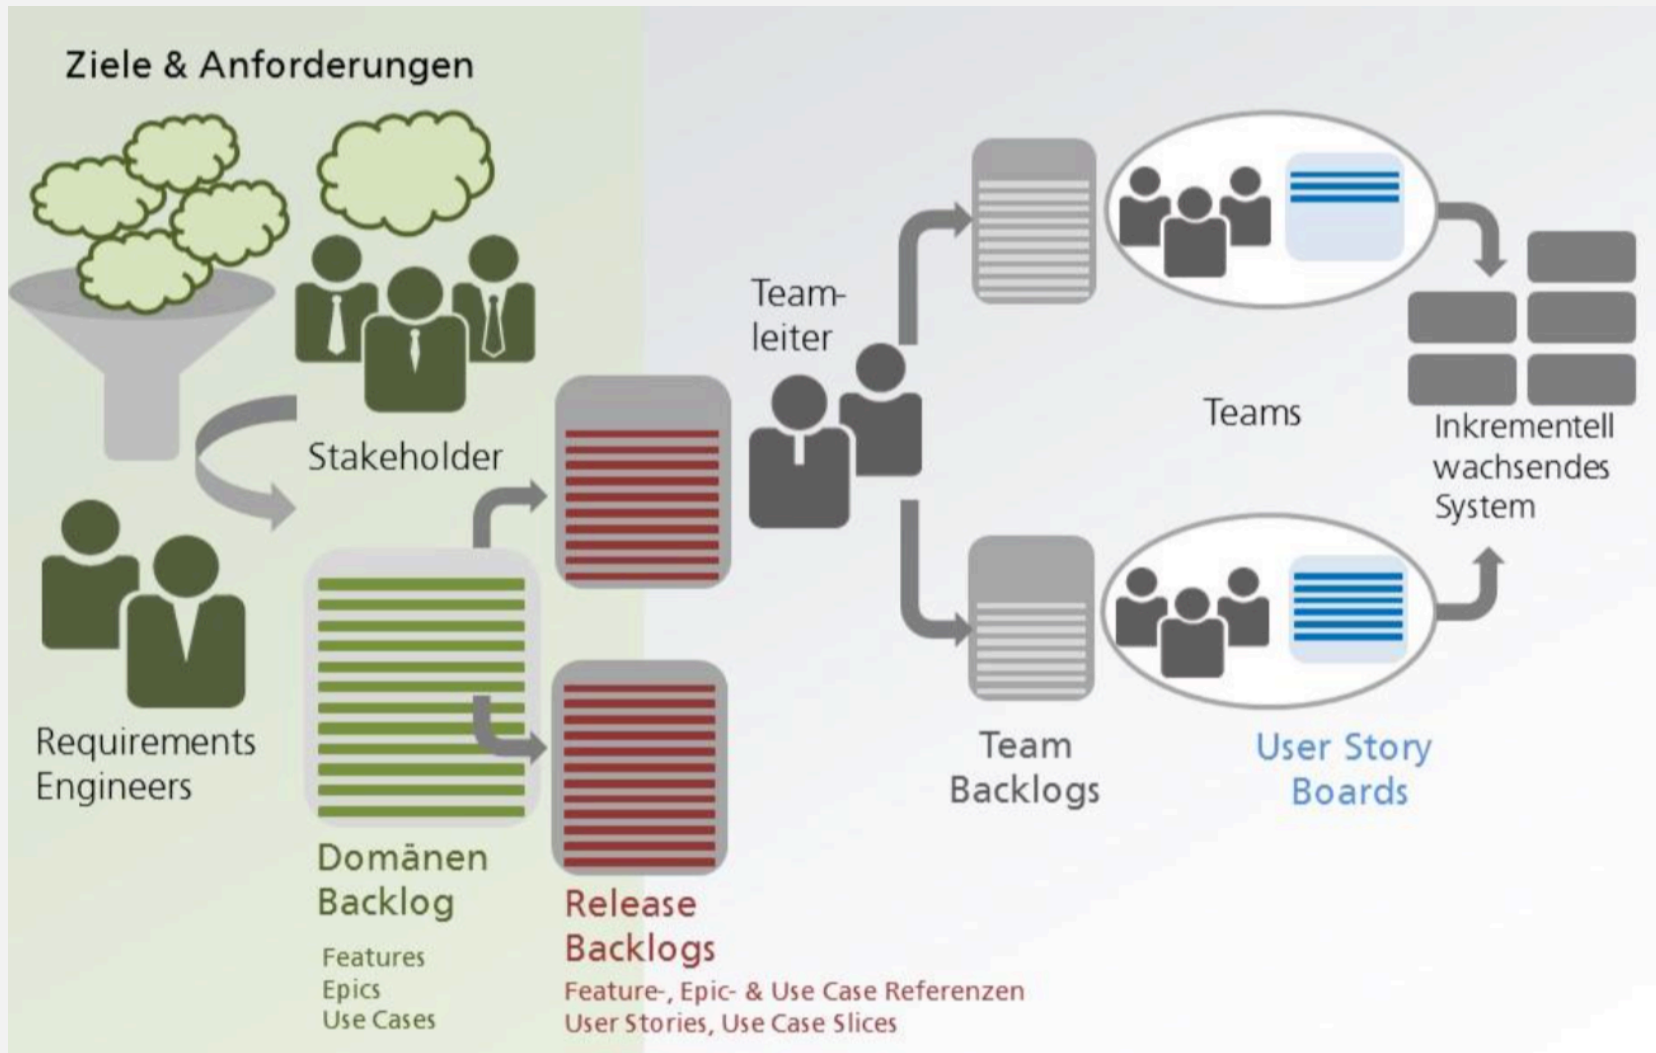 Ziele & Anforderungen
Stakeholder
Requirements
Engineers
Domänen
Backlog
Features
Epics
Use Cases
Release
Backlogs
Feature-, Epic- & Use Case Referenzen
User Stories, Use Case Slices
Team-
leiter
Teams
Team
Backlogs
User Story
Boards
Inkrementell
wachsendes
System